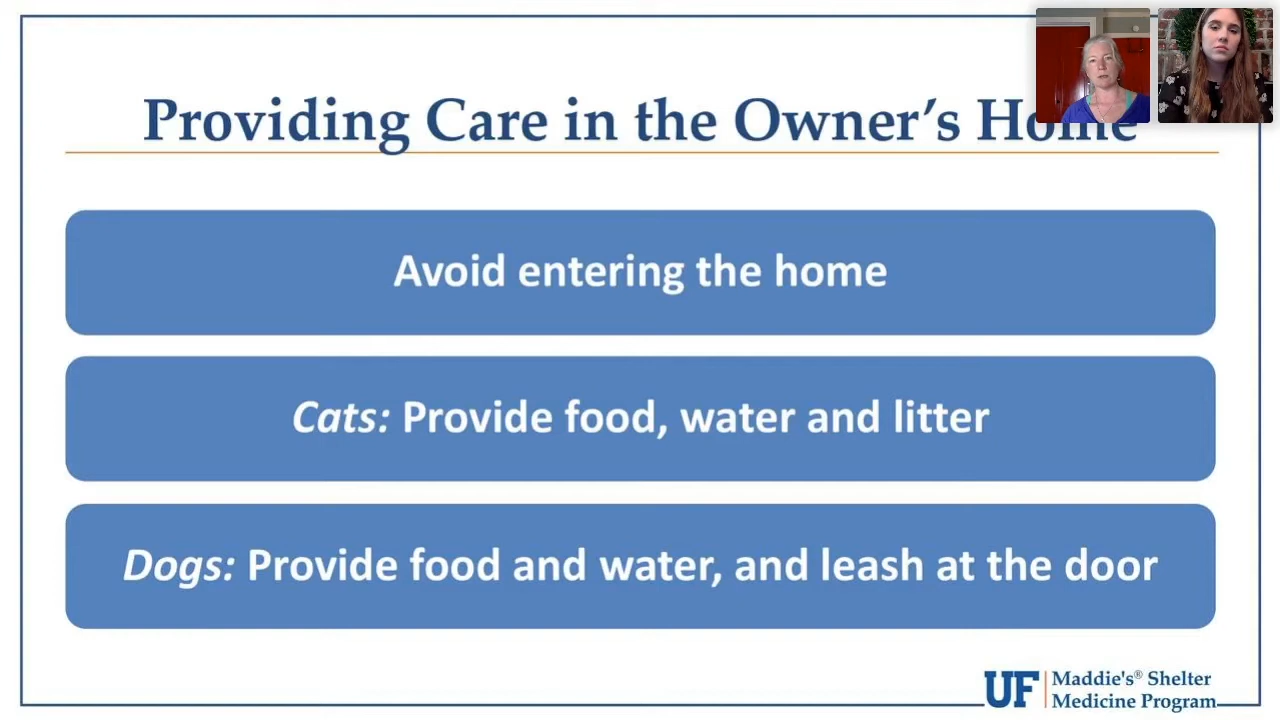 Providing Care in the Owner's Home
Avoid entering the home
Cats: Provide food, water and litter
Dogs: Provide food and water, and leash at the door
UF Maddie's® Shelter
Medicine Program